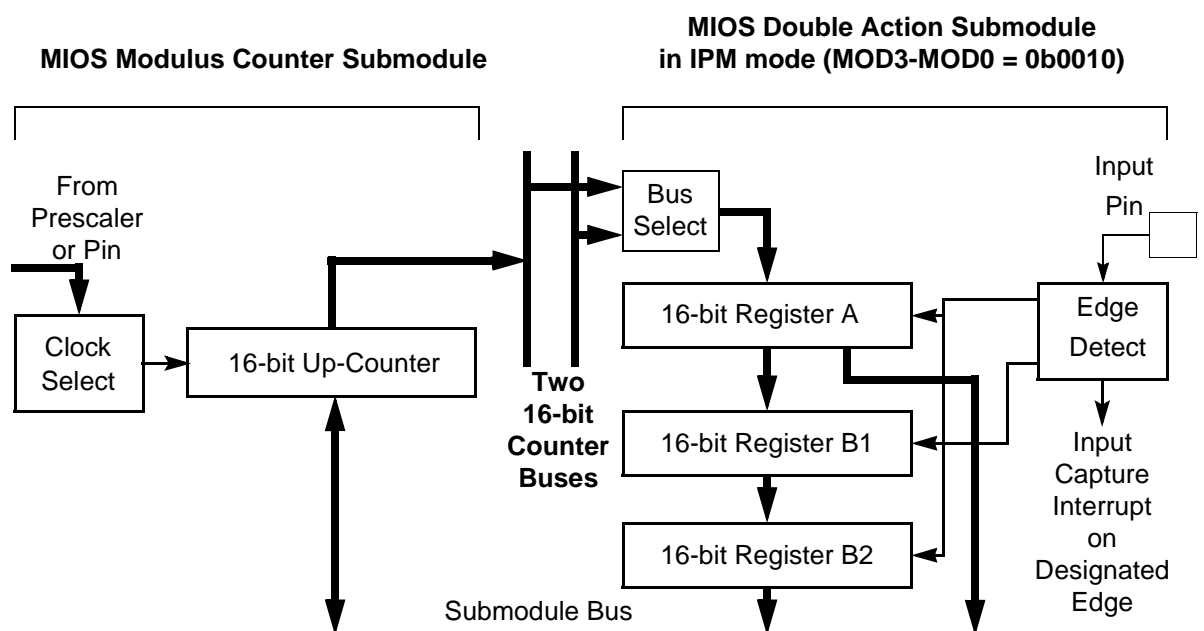 MIOS Modulus Counter Submodule
MIOS Double Action Submodule
in IPM mode (MOD3-MOD0 = 0b0010)
From
Prescaler
or Pin
Clock
Select
16-bit Up-Counter
Two
16-bit
Counter
Buses
Bus
Select
16-bit Register A
16-bit Register B1
16-bit Register B2
Input
Pin
Edge
Detect
Input
Capture
Interrupt
on
Designated
Edge
Submodule Bus